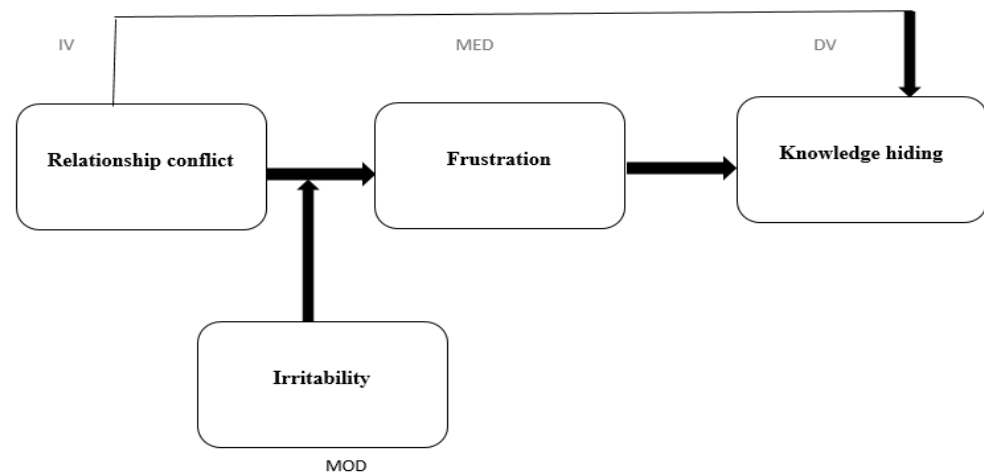 IV
MED
DV
Relationship conflict
Frustration
Knowledge hiding
Irritability
MOD